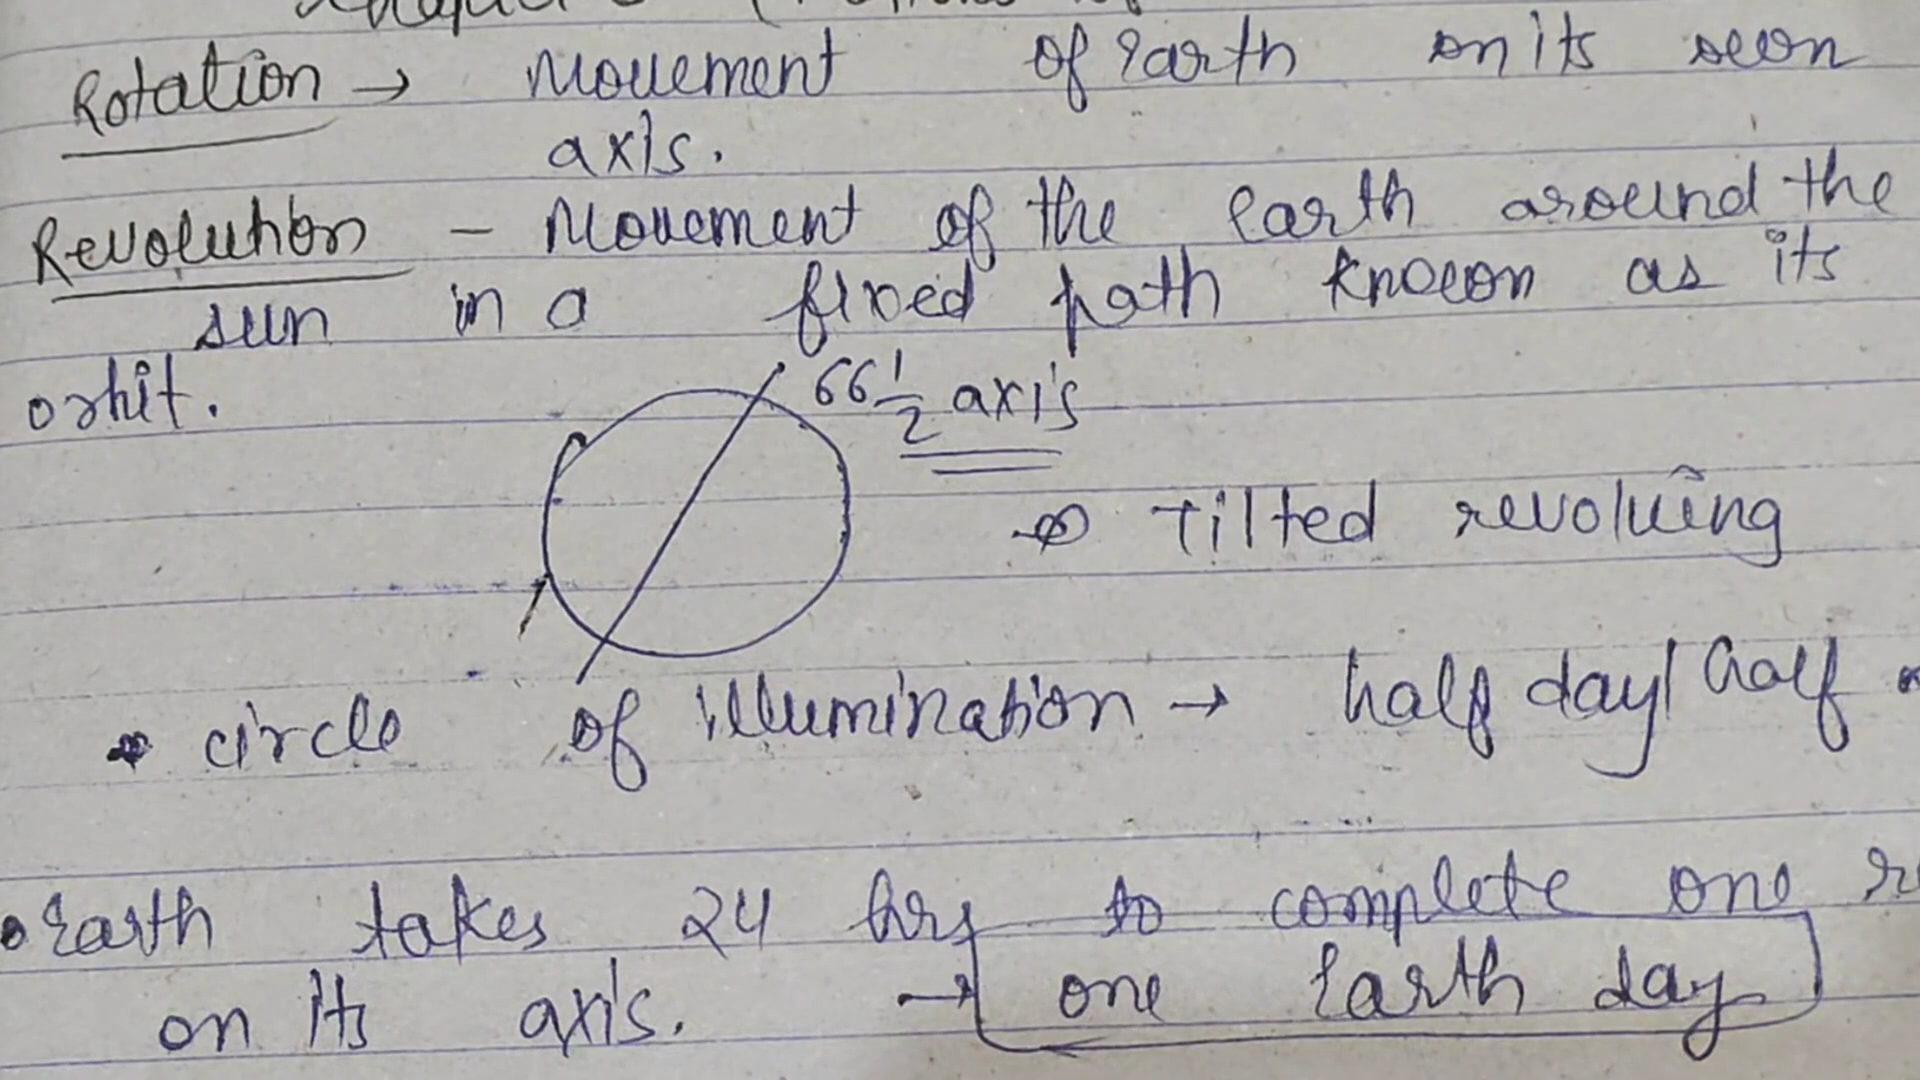 Rotation → Movement of Earth on its own
axis.
Revolution - Movement of the Earth around the
sun in a fixed path known as its
orbit.
66 1/2 axis
Tilted revolving
circle of illumination → half day/half
• Earth takes 24 hrs to complete one
on its axis. → one Earth day